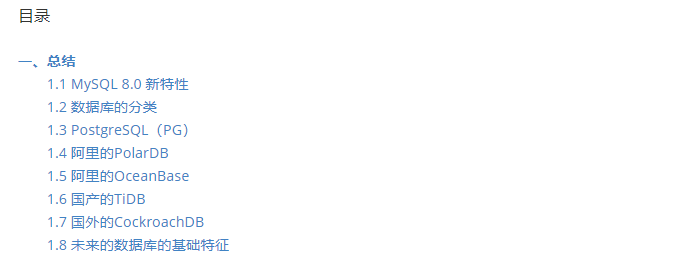 目录
一、总结
1.1 MySQL 8.0 新特性
1.2 数据库的分类
1.3 PostgreSQL（PG）
1.4 阿里的PolarDB
1.5 阿里的OceanBase
1.6 国产的TiDB
1.7 国外的CockroachDB
1.8 未来的数据库的基础特征